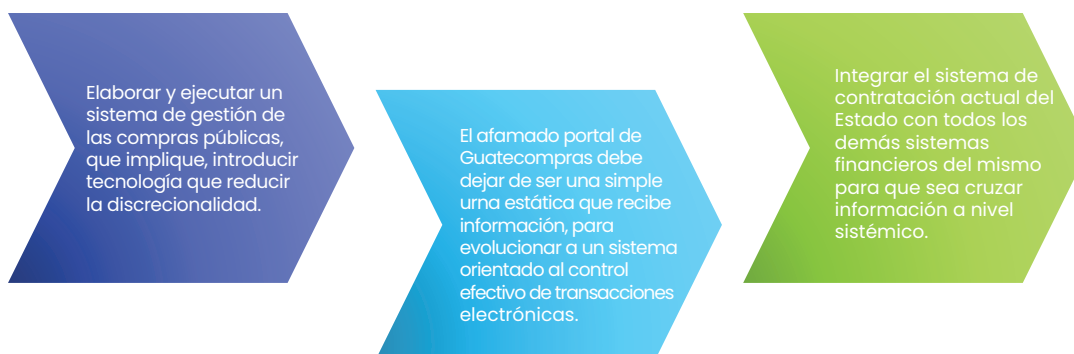 Elaborar y ejecutar un
sistema de gestión de
las compras públicas,
que implique, introducir
tecnología que reducir
la discrecionalidad.
El afamado portal de
Guatecompras debe
dejar de ser una simple
urna estática que recibe
información, para
evolucionar a un sistema
orientado al control
efectivo de transacciones
electrónicas.
Integrar el sistema de
contratación actual del
Estado con todos los
demás sistemas
financieros del mismo
para que sea cruzar
información a nivel
sistémico.